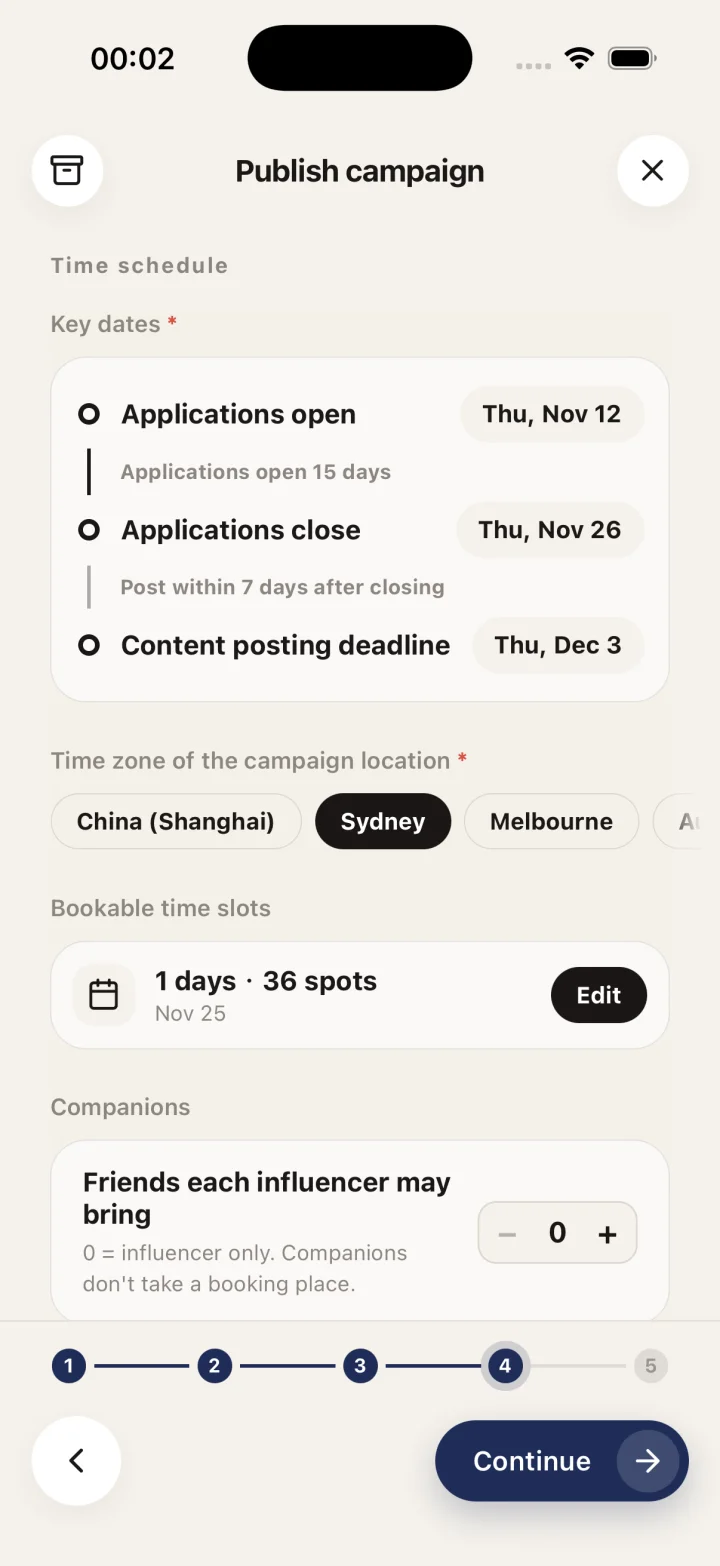 00:02
Publish campaign
Time schedule
Key dates *
Applications open
Thu, Nov 12
Applications open 15 days
Applications close
Thu, Nov 26
Post within 7 days after closing
Content posting deadline
Thu, Dec 3
Time zone of the campaign location *
China (Shanghai)
Sydney
Melbourne
Bookable time slots
1 days · 36 spots
Nov 25
Edit
Companions
Friends each influencer may
bring
0 = influencer only. Companions
don't take a booking place.
− 0 +
1 2 3 4 5
Continue